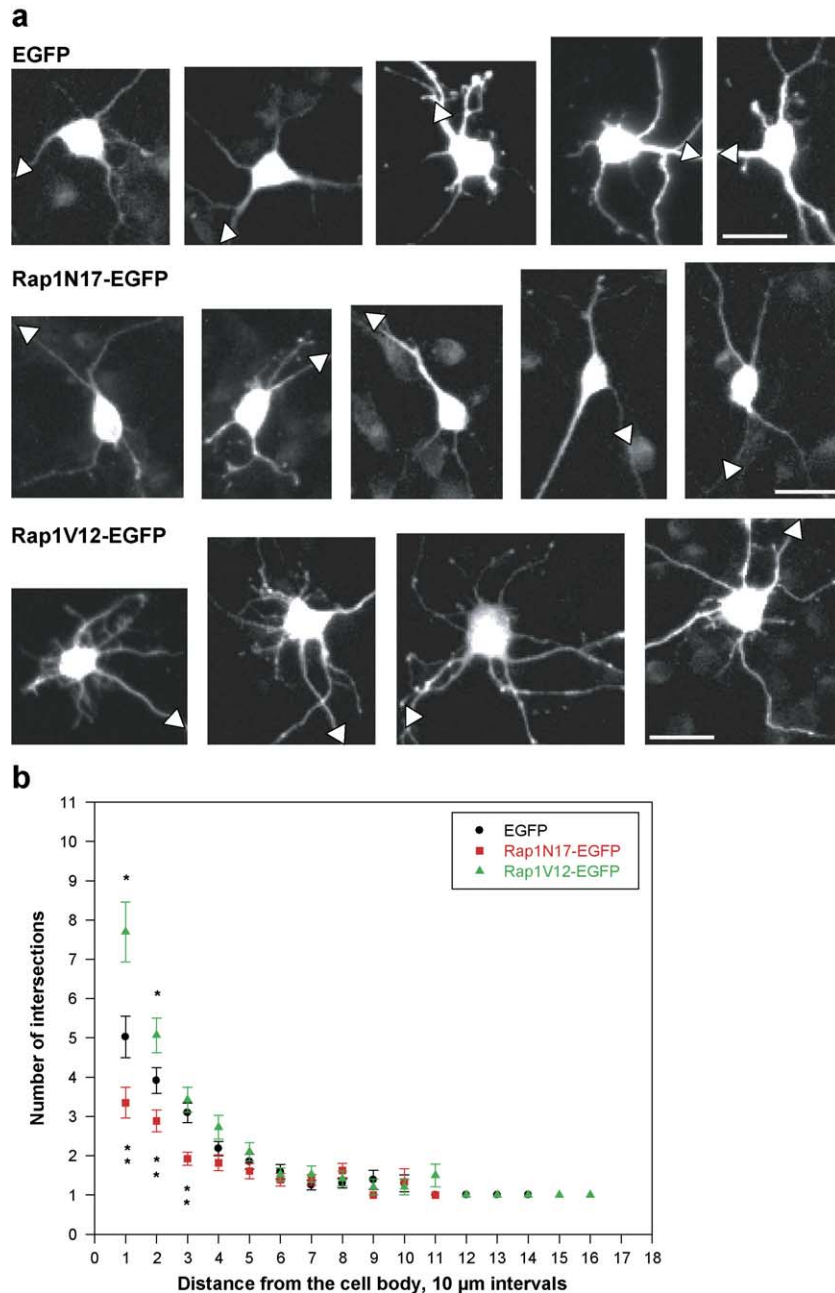 a
EGFP
Rap1N17-EGFP
Rap1V12-EGFP
b
11
10
9
8
7
6
5
4
3
2
1
0
Number of intersections
EGFP
Rap1N17-EGFP
Rap1V12-EGFP
*
*
*
*
*
*
*
*
0 1 2 3 4 5 6 7 8 9 10 11 12 13 14 15 16 17 18
Distance from the cell body, 10 µm intervals